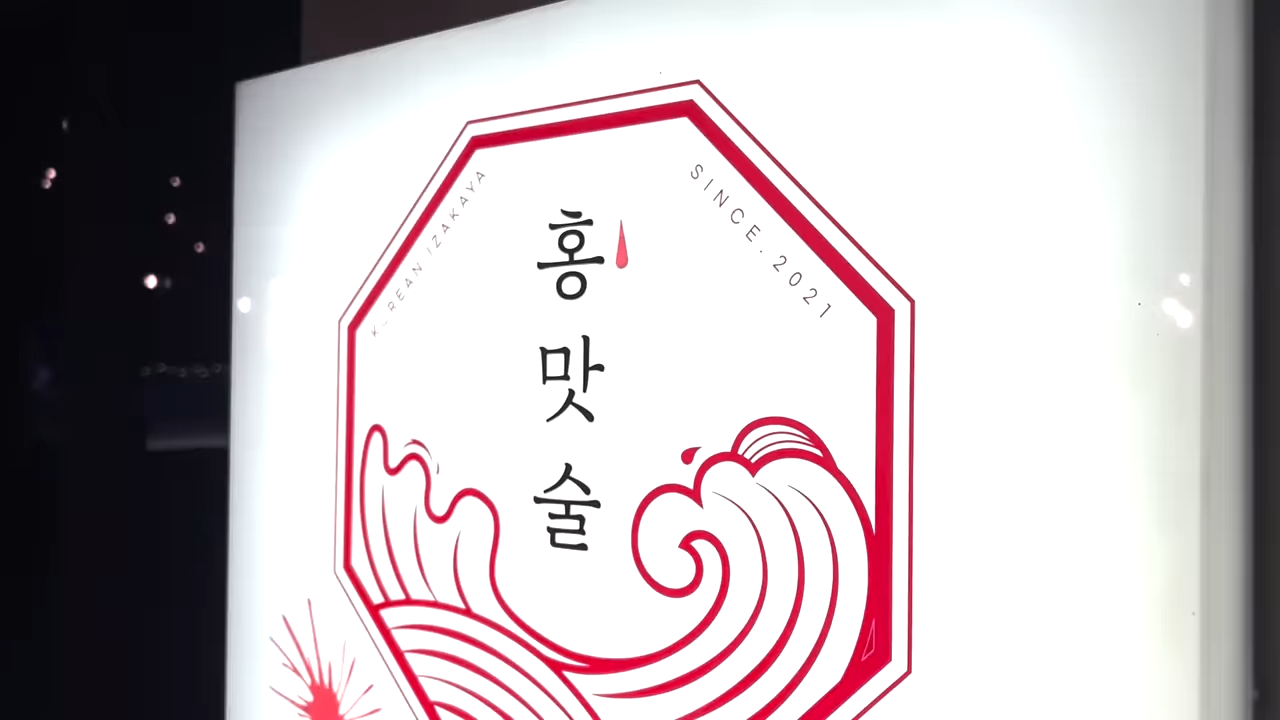 KOREAN IZAKAYA
SINCE. 2021
홍
맛
술